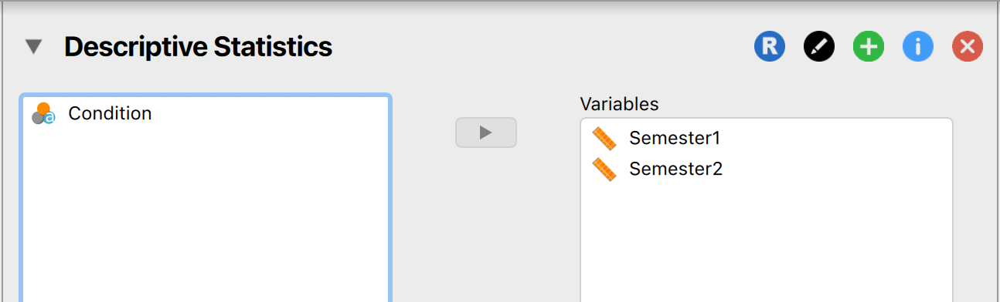 Descriptive Statistics
R
i
a Condition
Variables
Semester1
Semester2